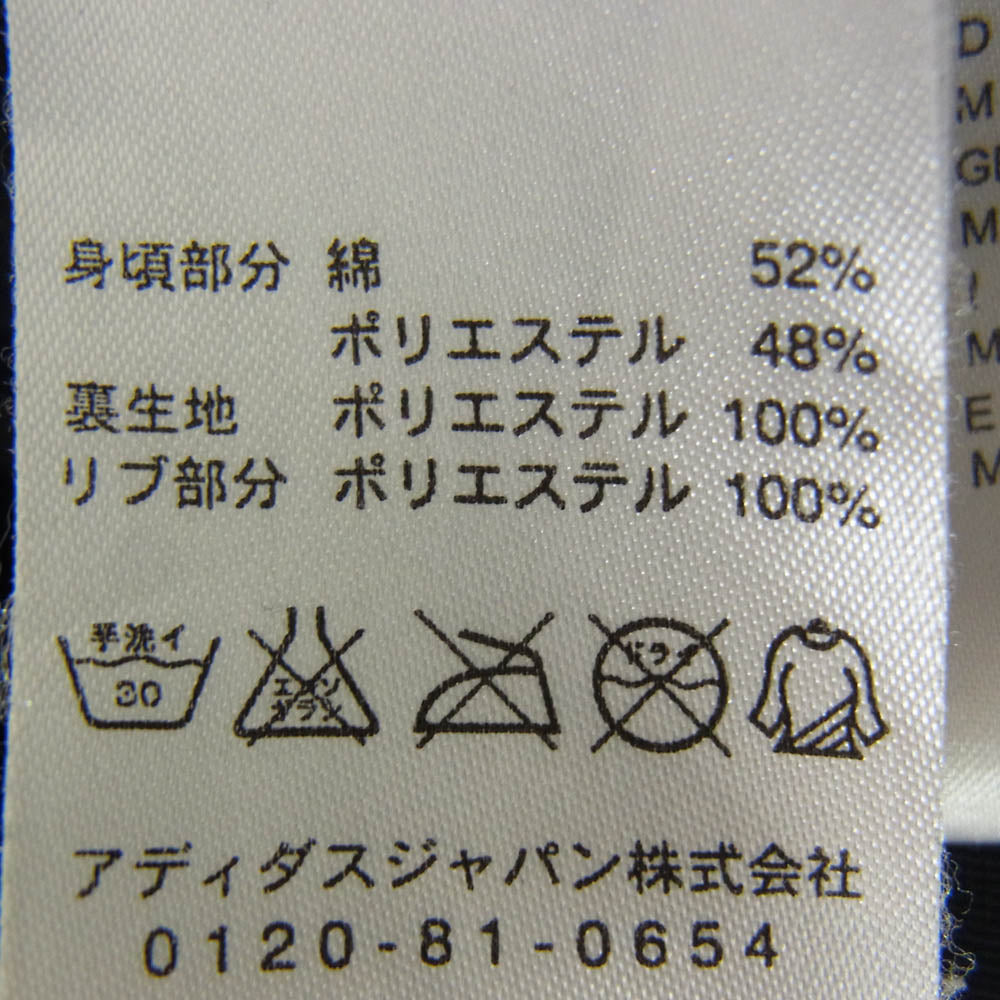 身頃部分 綿 52%
ポリエステル 48%
裏生地 ポリエステル 100%
リブ部分 ポリエステル 100%
手洗イ
30
エンソ
サラシ
ドライ
アディダスジャパン株式会社
0120-81-0654
D
M
M
I
M
E
M